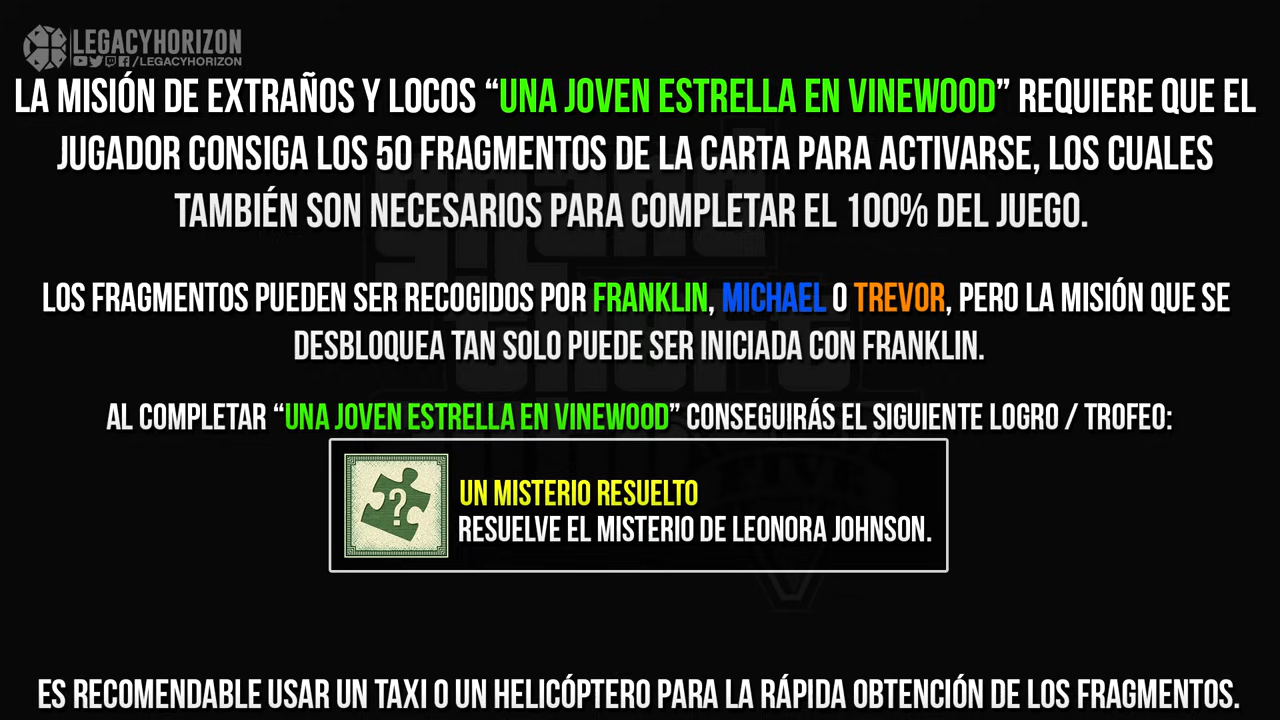 LEGACYHORIZON
/LEGACYHORIZON
LA MISIÓN DE EXTRAÑOS Y LOCOS “UNA JOVEN ESTRELLA EN VINEWOOD” REQUIERE QUE EL
JUGADOR CONSIGA LOS 50 FRAGMENTOS DE LA CARTA PARA ACTIVARSE, LOS CUALES
TAMBIÉN SON NECESARIOS PARA COMPLETAR EL 100% DEL JUEGO.
LOS FRAGMENTOS PUEDEN SER RECOGIDOS POR FRANKLIN, MICHAEL O TREVOR, PERO LA MISIÓN QUE SE
DESBLOQUEA TAN SOLO PUEDE SER INICIADA CON FRANKLIN.
AL COMPLETAR “UNA JOVEN ESTRELLA EN VINEWOOD” CONSEGUIRÁS EL SIGUIENTE LOGRO / TROFEO:
?
UN MISTERIO RESUELTO
RESUELVE EL MISTERIO DE LEONORA JOHNSON.
ES RECOMENDABLE USAR UN TAXI O UN HELICÓPTERO PARA LA RÁPIDA OBTENCIÓN DE LOS FRAGMENTOS.